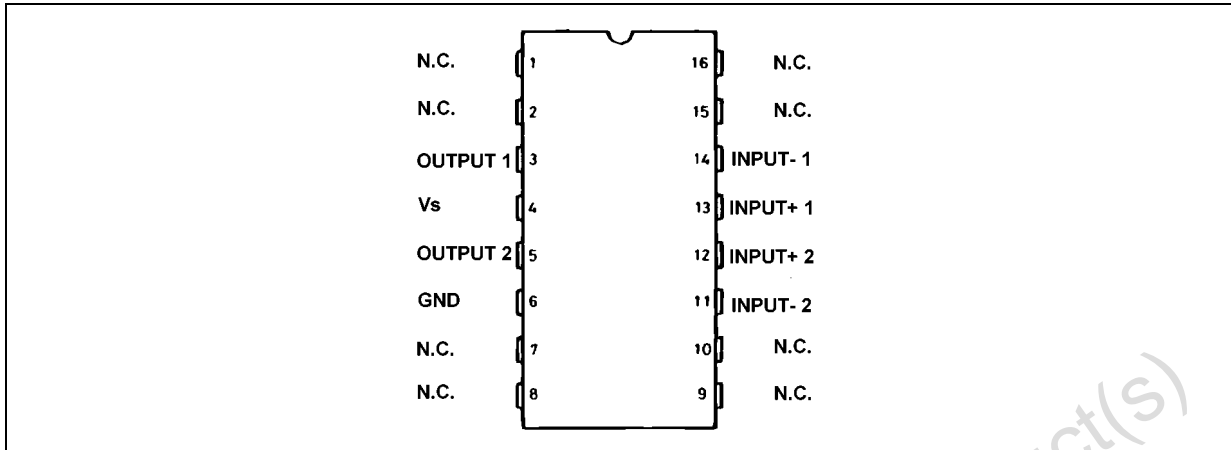 N.C. 1 16 N.C.
N.C. 2 15 N.C.
OUTPUT 1 3 14 INPUT- 1
Vs 4 13 INPUT+ 1
OUTPUT 2 5 12 INPUT+ 2
GND 6 11 INPUT- 2
N.C. 7 10 N.C.
N.C. 8 9 N.C.
ct(s)